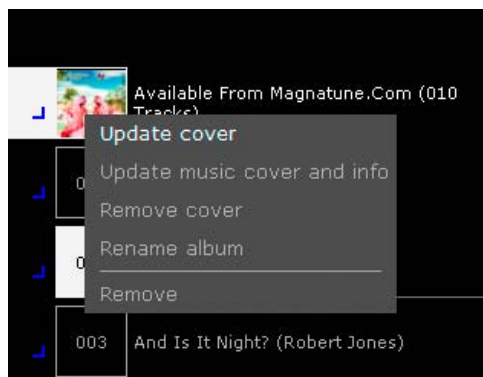 Available From Magnatune.Com (010
Tracks)
Update cover
Update music cover and info
Remove cover
Rename album
Remove
003 And Is It Night? (Robert Jones)